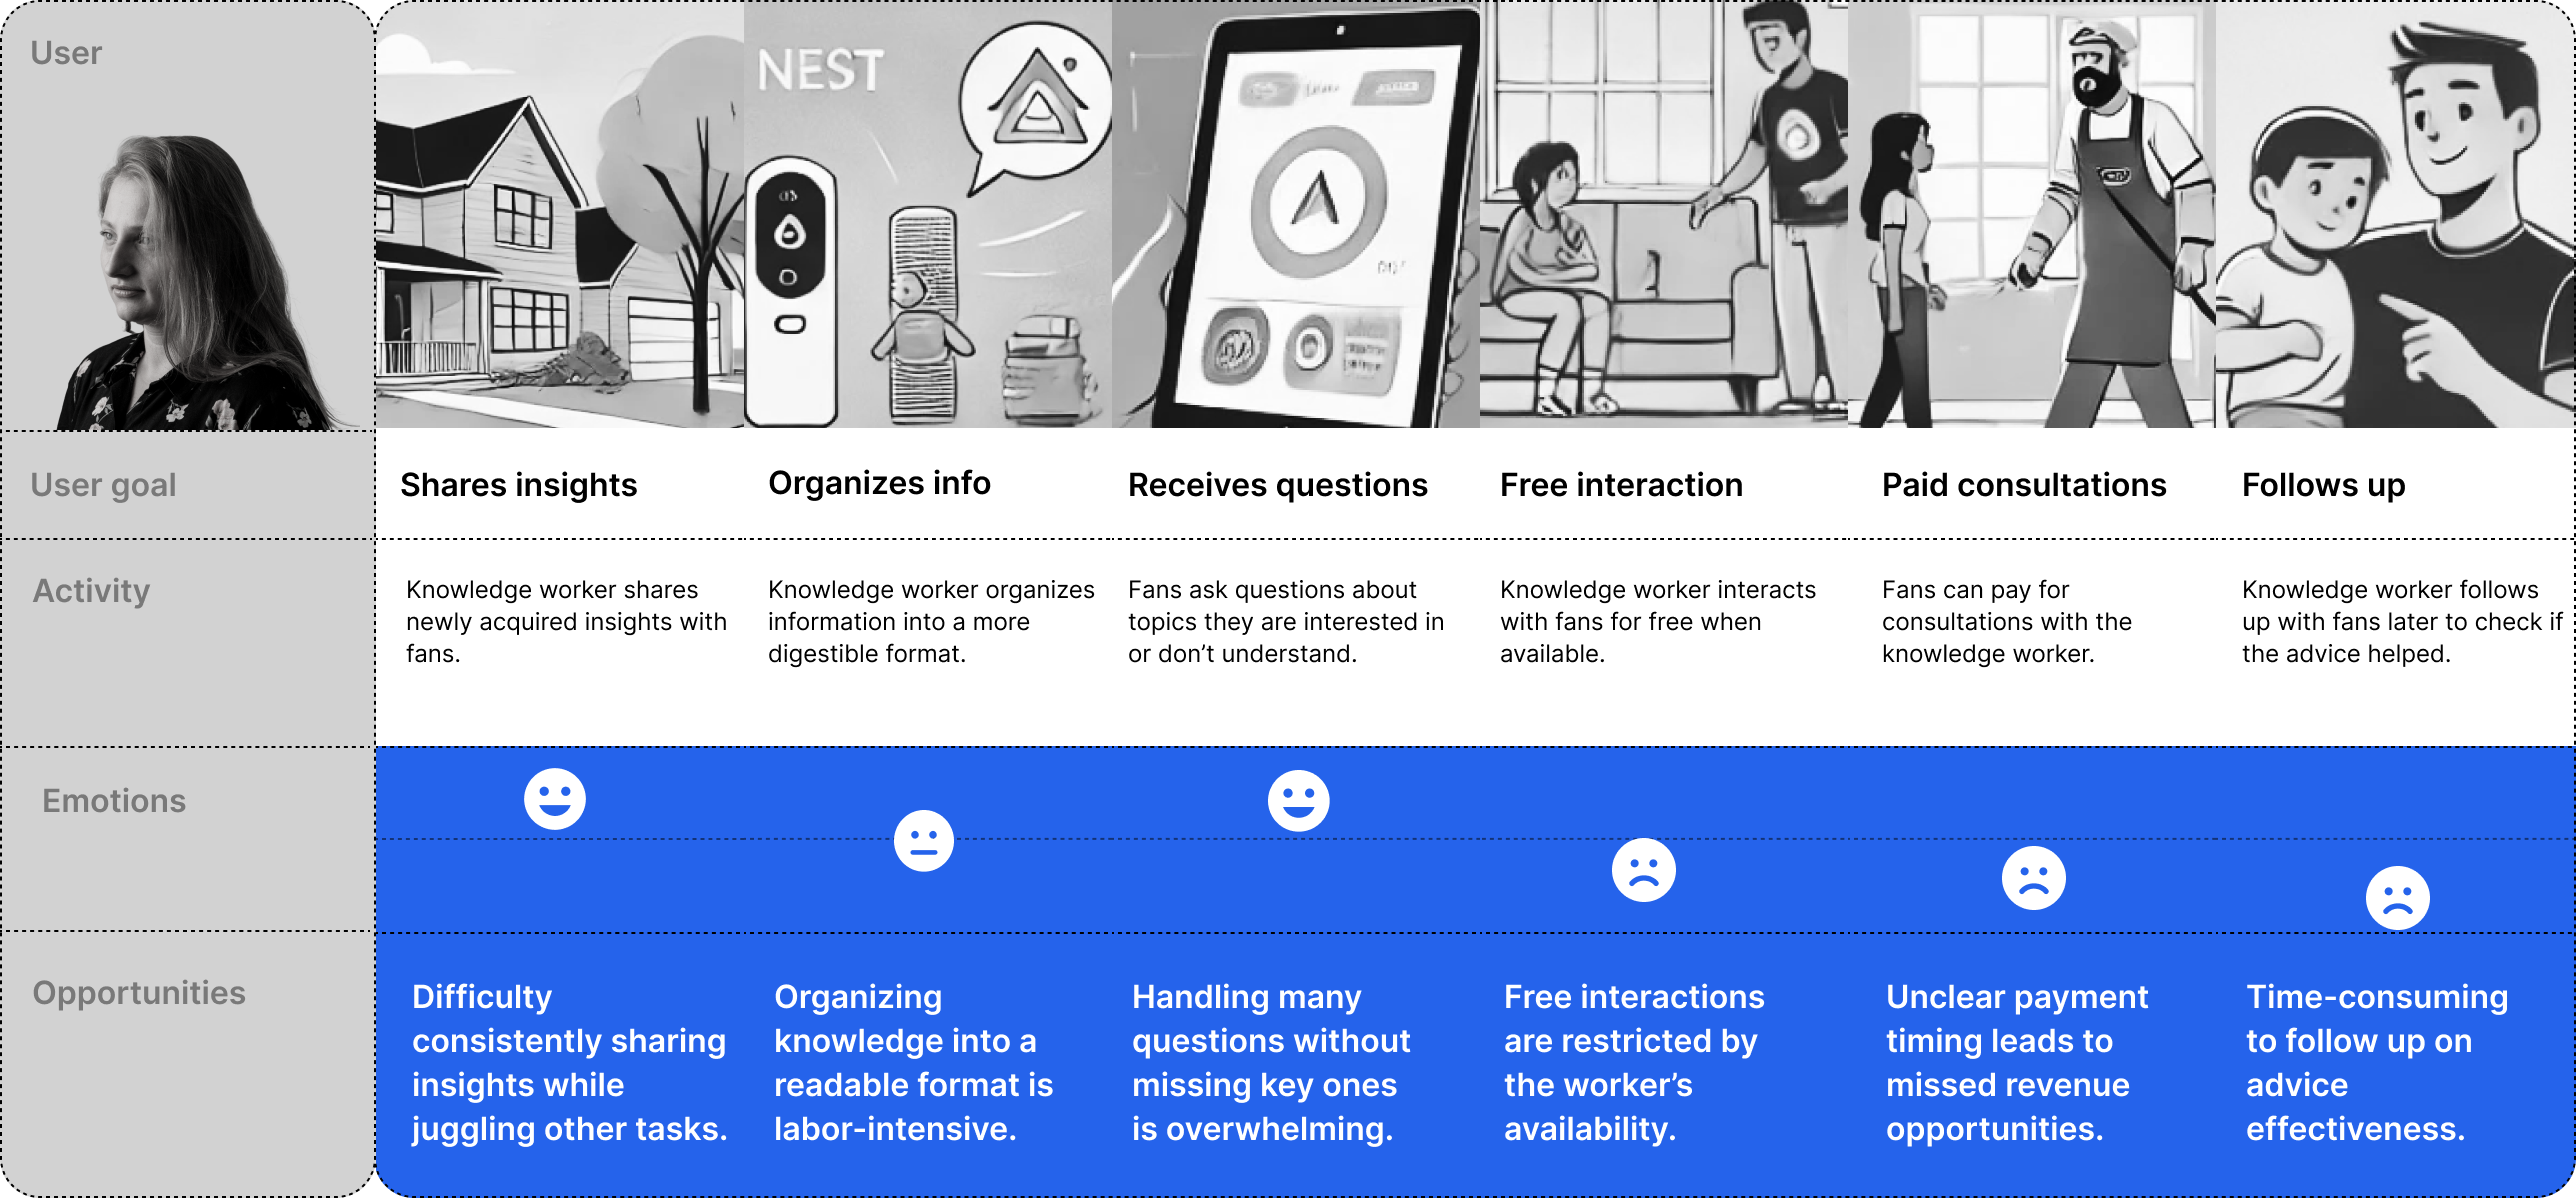 User
NEST
User goal
Shares insights
Organizes info
Receives questions
Free interaction
Paid consultations
Follows up
Activity
Knowledge worker shares
newly acquired insights with
fans.
Knowledge worker organizes
information into a more
digestible format.
Fans ask questions about
topics they are interested in
or don’t understand.
Knowledge worker interacts
with fans for free when
available.
Fans can pay for
consultations with the
knowledge worker.
Knowledge worker follows
up with fans later to check if
the advice helped.
Emotions
Opportunities
Difficulty
consistently sharing
insights while
juggling other tasks.
Organizing
knowledge into a
readable format is
labor-intensive.
Handling many
questions without
missing key ones
is overwhelming.
Free interactions
are restricted by
the worker’s
availability.
Unclear payment
timing leads to
missed revenue
opportunities.
Time-consuming
to follow up on
advice
effectiveness.